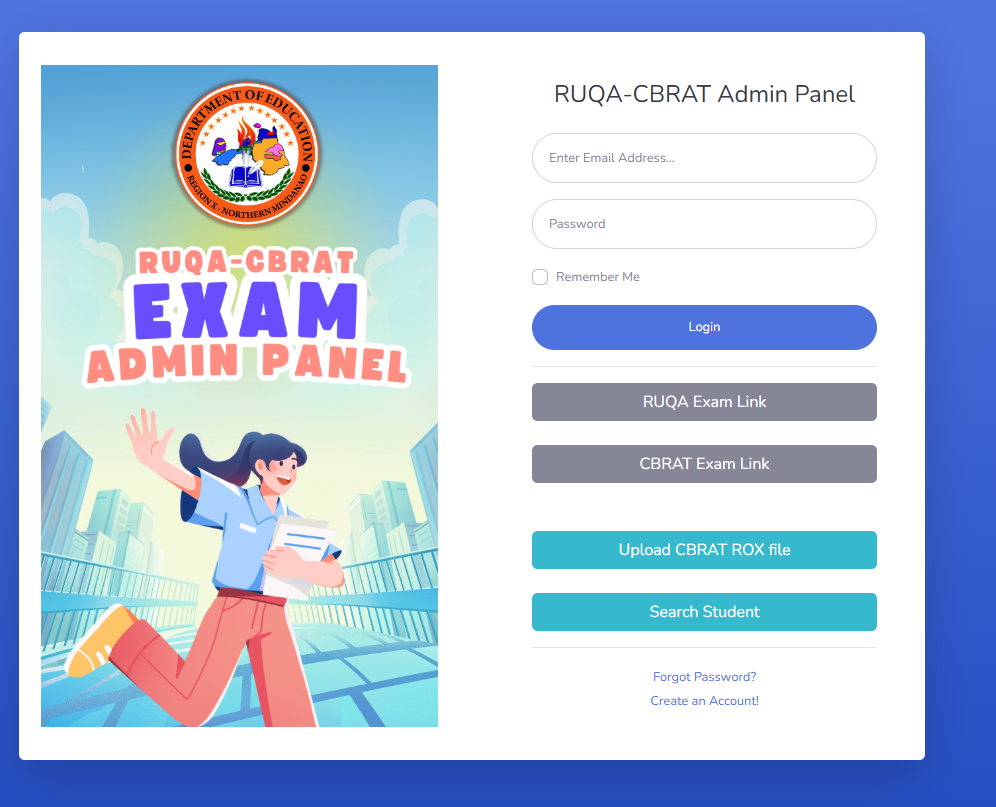 DEPARTMENT OF EDUCATION
REGION X - NORTHERN MINDANAO
RUQA-CBRAT
EXAM
ADMIN PANEL
RUQA-CBRAT Admin Panel
Enter Email Address...
Password
Remember Me
Login
RUQA Exam Link
CBRAT Exam Link
Upload CBRAT ROX file
Search Student
Forgot Password?
Create an Account!